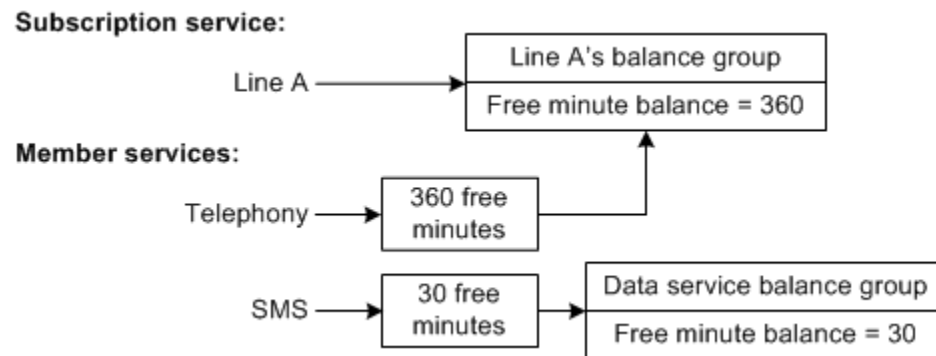 Subscription service:
Line A
Line A's balance group
Free minute balance = 360
Member services:
Telephony
360 free
minutes
SMS
30 free
minutes
Data service balance group
Free minute balance = 30